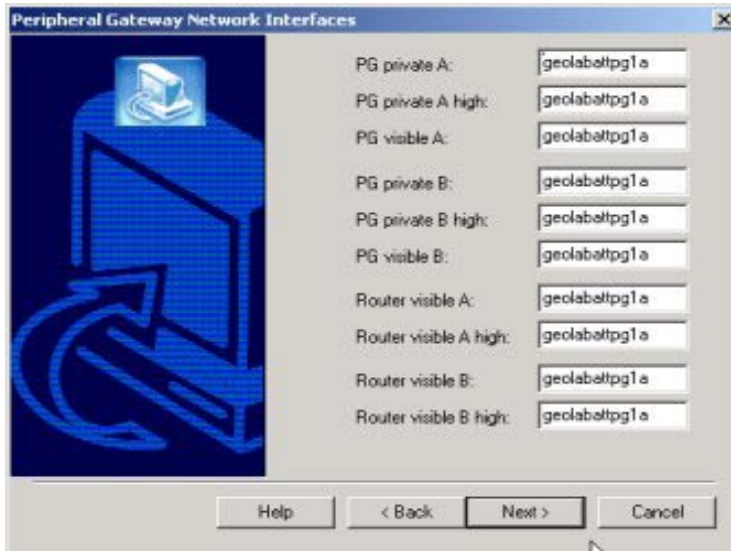 Peripheral Gateway Network Interfaces
PG private A: geolabattpg1a
PG private A high: geolabattpg1a
PG visible A: geolabattpg1a
PG private B: geolabattpg1a
PG private B high: geolabattpg1a
PG visible B: geolabattpg1a
Router visible A: geolabattpg1a
Router visible A high: geolabattpg1a
Router visible B: geolabattpg1a
Router visible B high: geolabattpg1a
Help < Back Next > Cancel